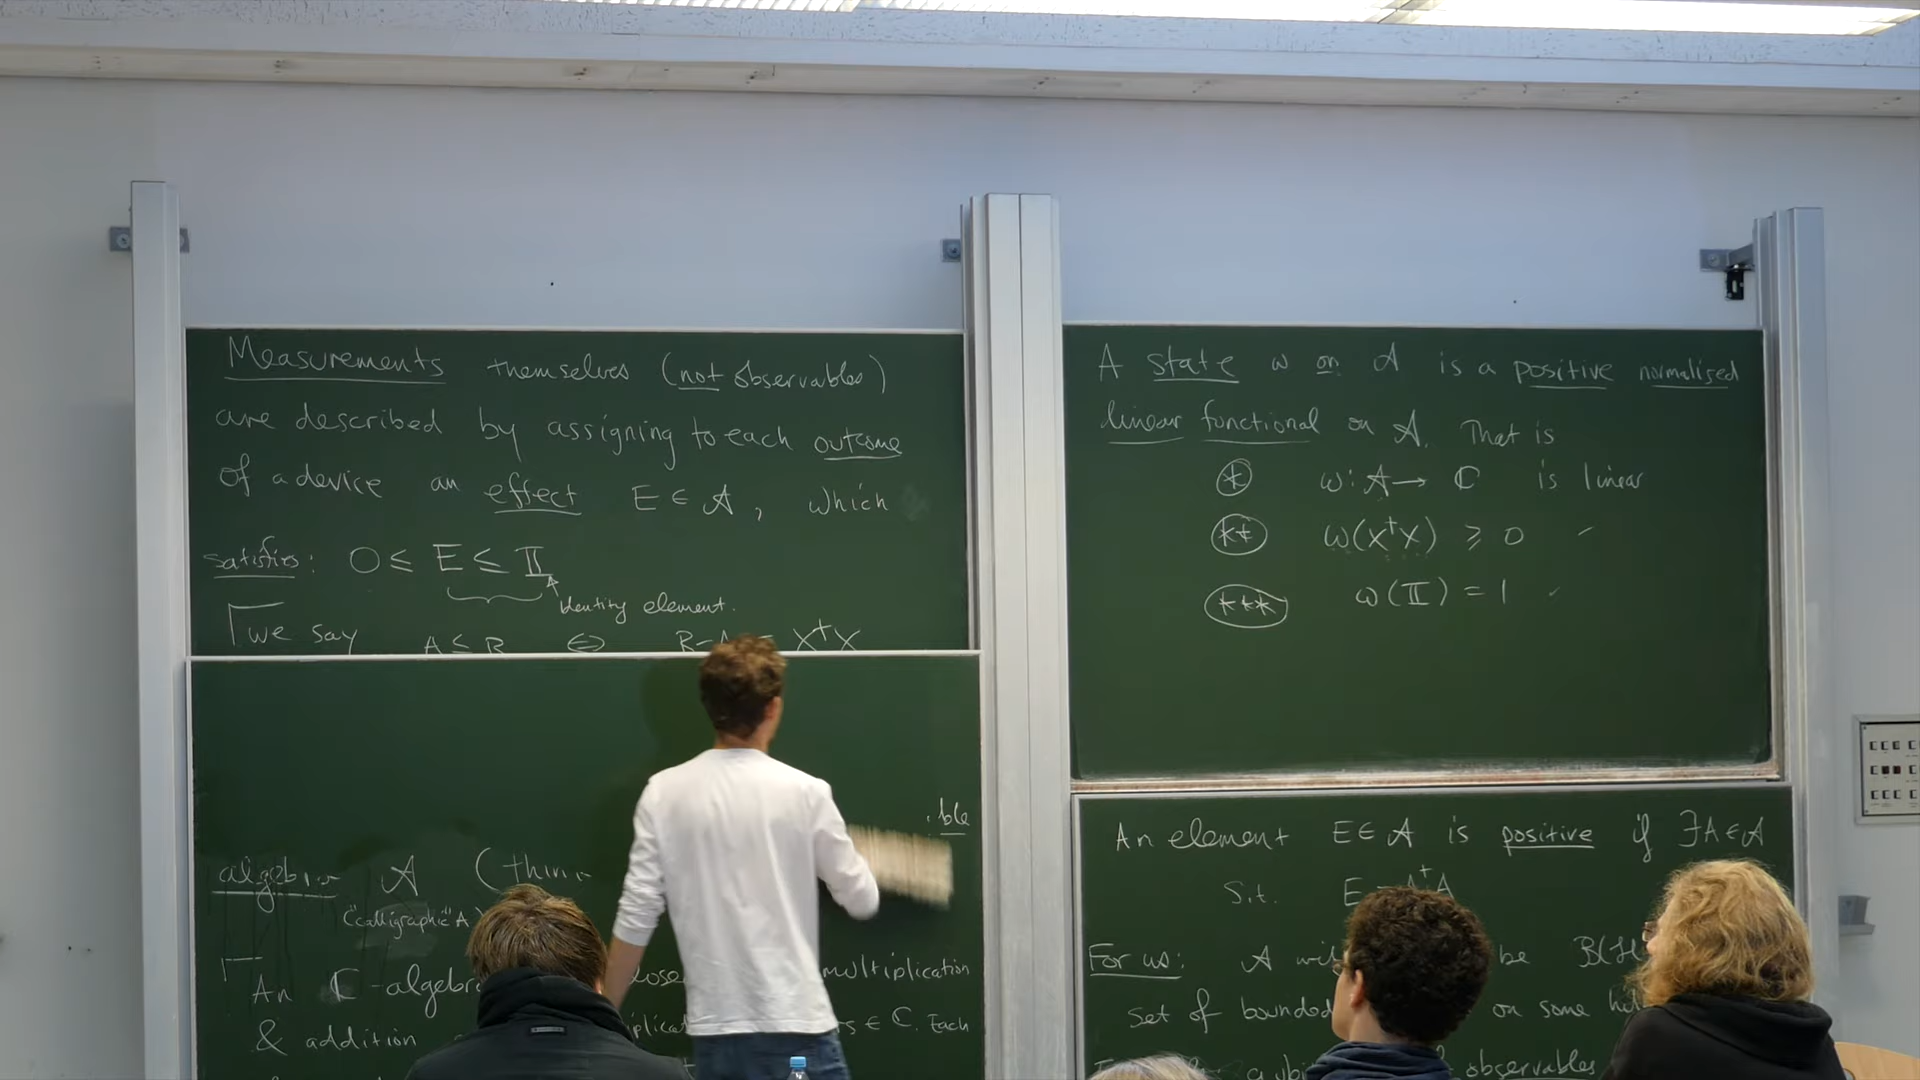 Measurements themselves (not observables)
are described by assigning to each outcome
of a device an effect E ∈ A, which
satisfies: 0 ≤ E ≤ 𝕀
identity element.
we say A ≤ B ⇔ B-A = X†X
algebra A (thin
("calligraphic" A)
ble
An ℂ-algebra multiplication
& addition ∈ ℂ. Each
A state ω on A is a positive normalised
linear functional on A. That is
(*) ω: A → ℂ is linear
(**) ω(X†X) ⩾ 0
(***) ω(𝕀) = 1
An element E ∈ A is positive if ∃A ∈ A
s.t. E = A†A
For us: A be B(H
set of bounded on some
observables